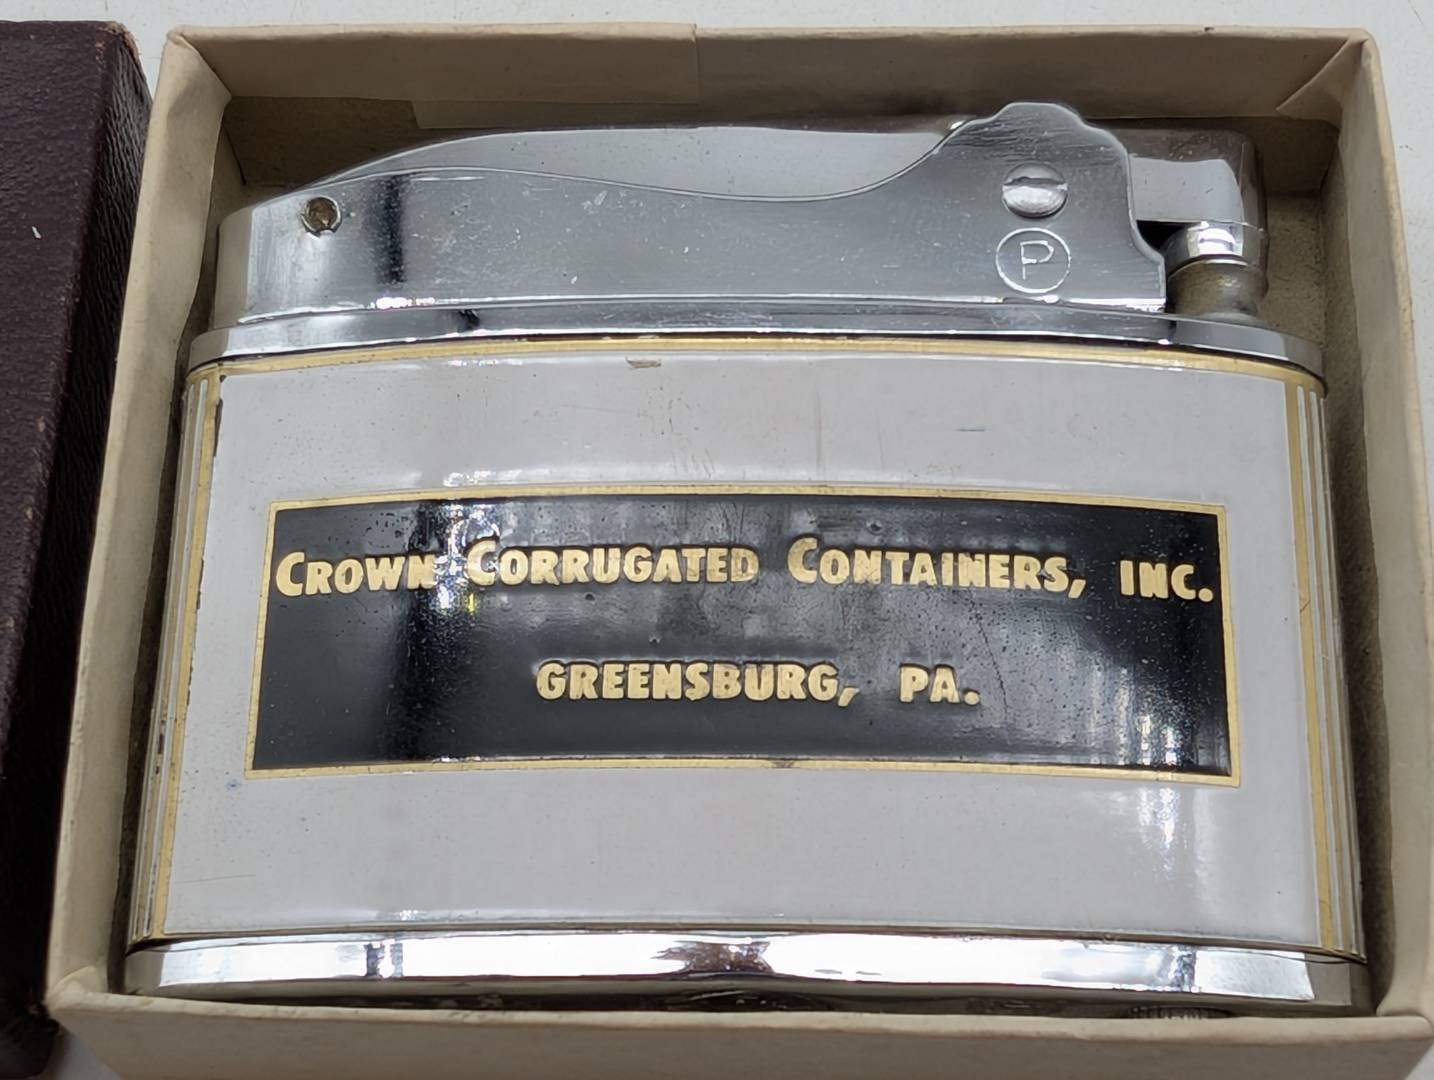 P
CROWN CORRUGATED CONTAINERS, INC.
GREENSBURG, PA.